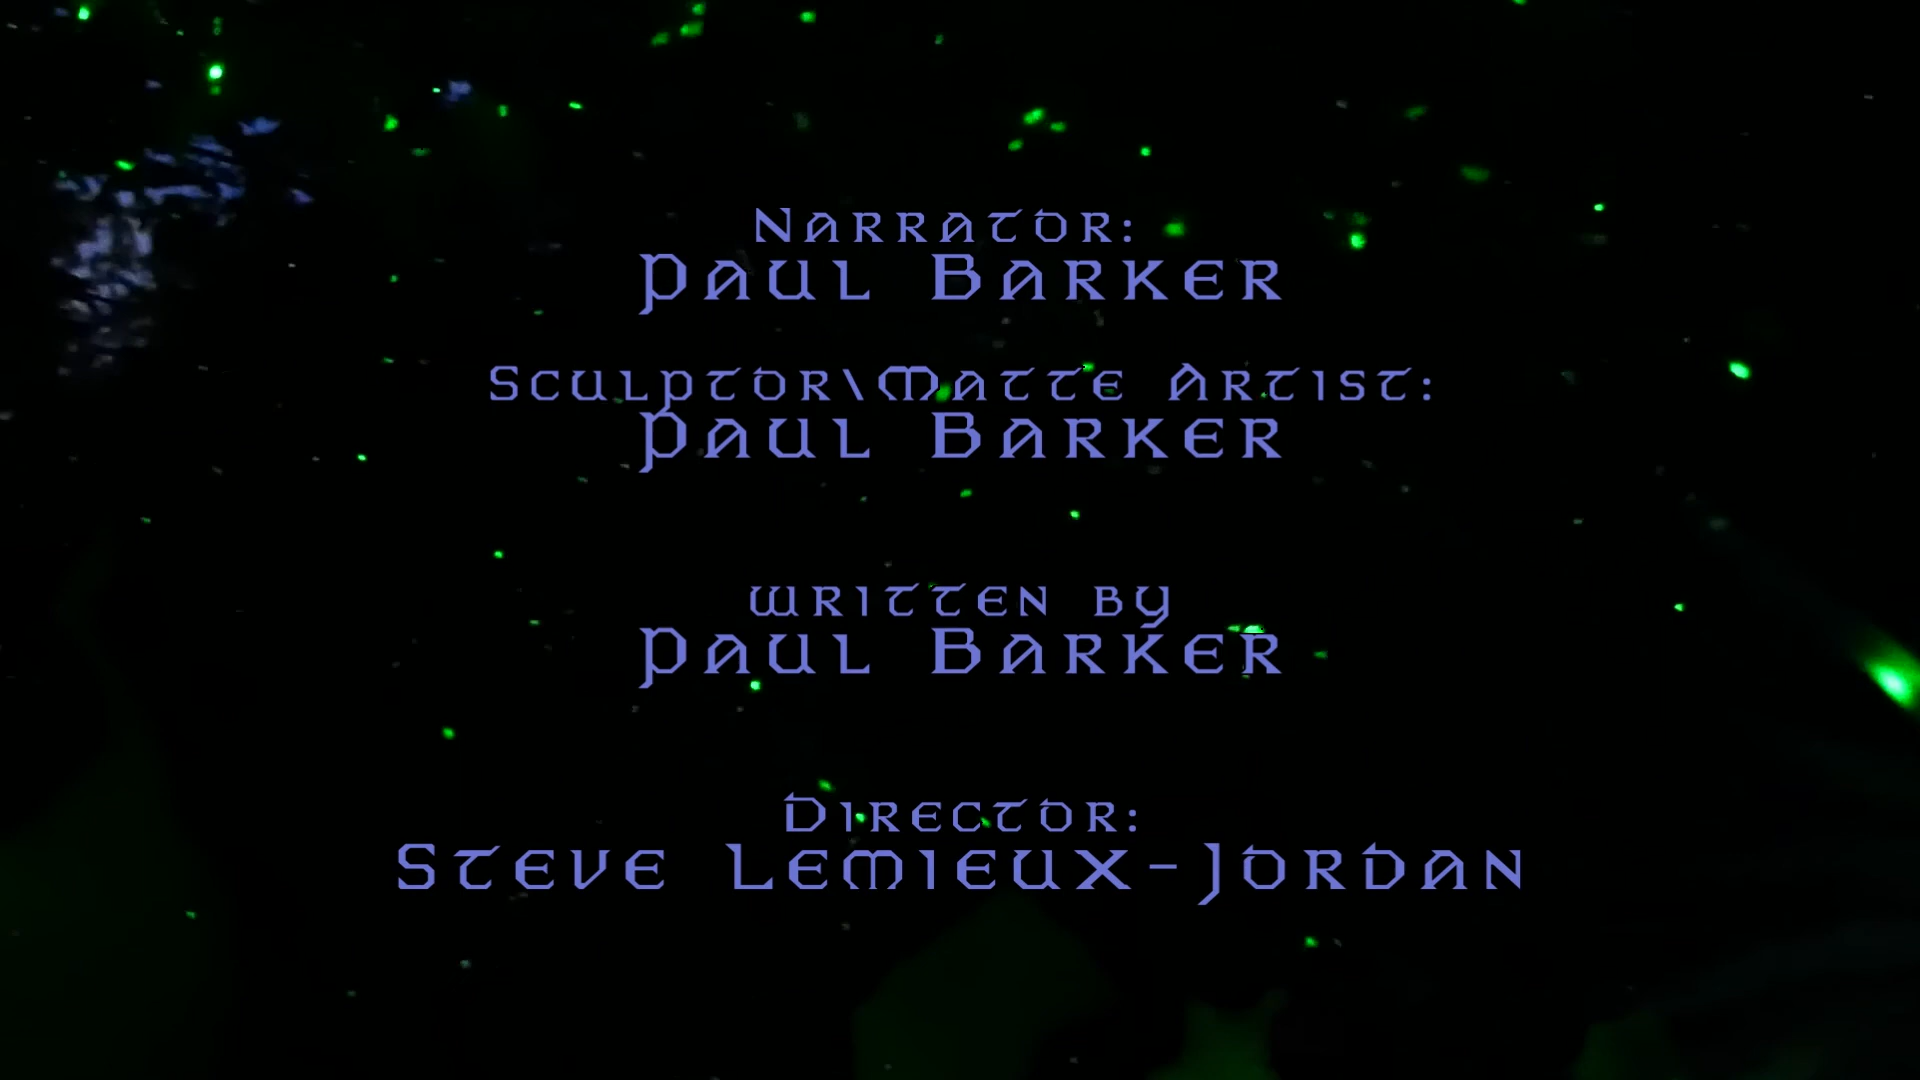 Narrator:
Paul Barker
Sculptor\Matte Artist:
Paul Barker
written by
Paul Barker
Director:
Steve Lemieux-Jordan